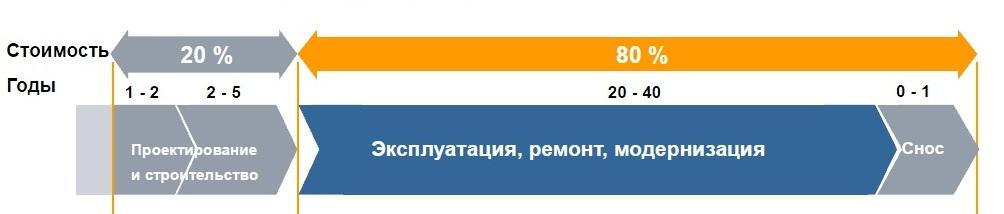 Стоимость 20 % 80 %
Годы 1 - 2 2 - 5 20 - 40 0 - 1
Проектирование
и строительство
Эксплуатация, ремонт, модернизация
Снос